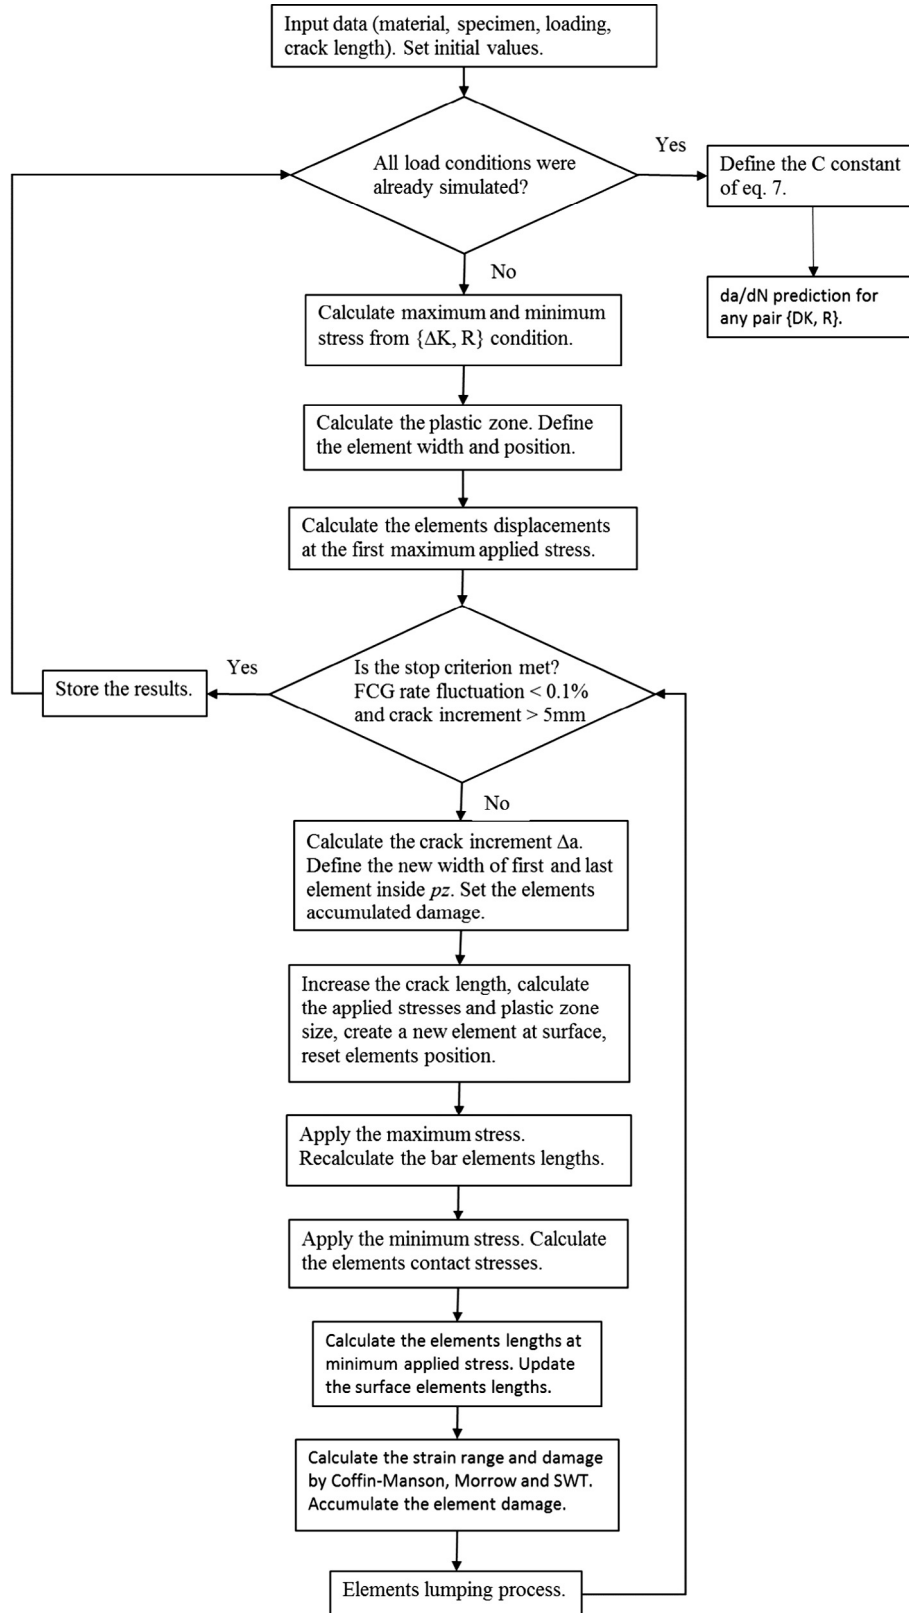 Input data (material, specimen, loading,
crack length). Set initial values.
All load conditions were
already simulated?
Yes
Define the C constant
of eq. 7.
da/dN prediction for
any pair {DK, R}.
No
Calculate maximum and minimum
stress from {ΔK, R} condition.
Calculate the plastic zone. Define
the element width and position.
Calculate the elements displacements
at the first maximum applied stress.
Is the stop criterion met?
FCG rate fluctuation < 0.1%
and crack increment > 5mm
Yes
Store the results.
No
Calculate the crack increment Δa.
Define the new width of first and last
element inside pz. Set the elements
accumulated damage.
Increase the crack length, calculate
the applied stresses and plastic zone
size, create a new element at surface,
reset elements position.
Apply the maximum stress.
Recalculate the bar elements lengths.
Apply the minimum stress. Calculate
the elements contact stresses.
Calculate the elements lengths at
minimum applied stress. Update
the surface elements lengths.
Calculate the strain range and damage
by Coffin-Manson, Morrow and SWT.
Accumulate the element damage.
Elements lumping process.